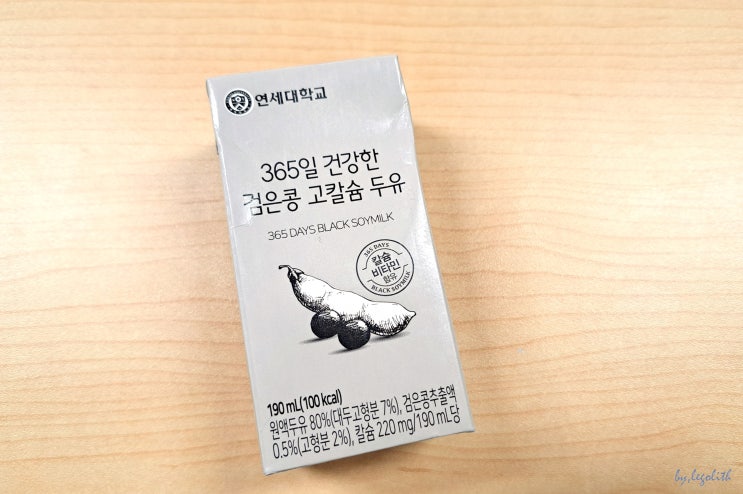 연세대학교
365일 건강한
검은콩 고칼슘 두유
365 DAYS BLACK SOYMILK
365 DAYS
칼슘
비타민
함유
BLACK SOYMILK
190 mL(100 kcal)
원액두유 80%(대두고형분 7%), 검은콩추출액
0.5%(고형분 2%), 칼슘 220 mg/190 mL당
by,legolith